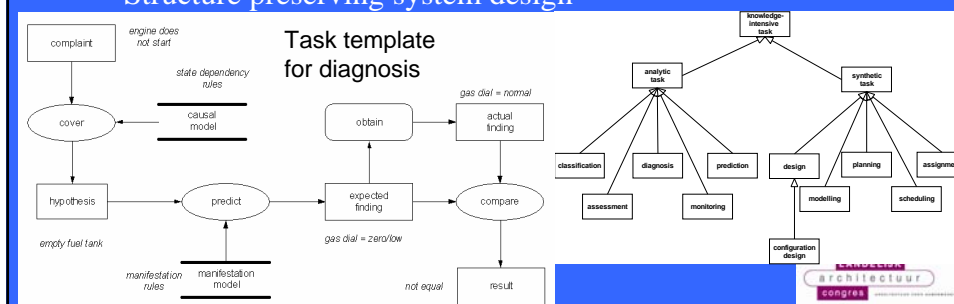 Structure preserving system design
complaint
engine does
not start
Task template
for diagnosis
state dependency
rules
cover
causal
model
obtain
gas dial = normal
actual
finding
hypothesis
predict
expected
finding
compare
empty fuel tank
gas dial = zero/low
manifestation
rules
manifestation
model
not equal
result
knowledge-
intensive
task
analytic
task
synthetic
task
classification
diagnosis
prediction
design
planning
assignme
assessment
monitoring
modelling
scheduling
configuration
design
LANDELIJK
architectuur
congres